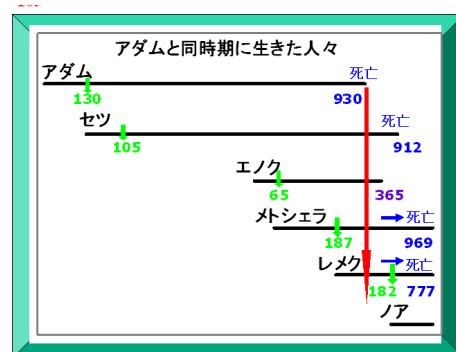 アダムと同時期に生きた人々
アダム 死亡
130 930
セツ 死亡
105 912
エノク
65 365
メトシェラ 死亡
187 969
レメク 死亡
182 777
ノア